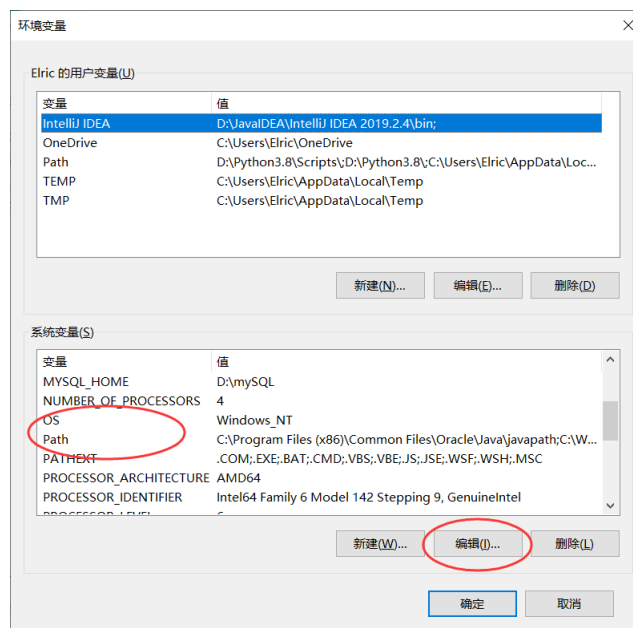 环境变量
Elric 的用户变量(U)
变量 值
IntelliJ IDEA D:\JavaIDEA\IntelliJ IDEA 2019.2.4\bin;
OneDrive C:\Users\Elric\OneDrive
Path D:\Python3.8\Scripts\;D:\Python3.8\;C:\Users\Elric\AppData\Loc...
TEMP C:\Users\Elric\AppData\Local\Temp
TMP C:\Users\Elric\AppData\Local\Temp
新建(N)... 编辑(E)... 删除(D)
系统变量(S)
变量 值
MYSQL_HOME D:\mySQL
NUMBER_OF_PROCESSORS 4
OS Windows_NT
Path C:\Program Files (x86)\Common Files\Oracle\Java\javapath;C:\W...
PATHEXT .COM;.EXE;.BAT;.CMD;.VBS;.VBE;.JS;.JSE;.WSF;.WSH;.MSC
PROCESSOR_ARCHITECTURE AMD64
PROCESSOR_IDENTIFIER Intel64 Family 6 Model 142 Stepping 9, GenuineIntel
新建(W)... 编辑(I)... 删除(L)
确定 取消